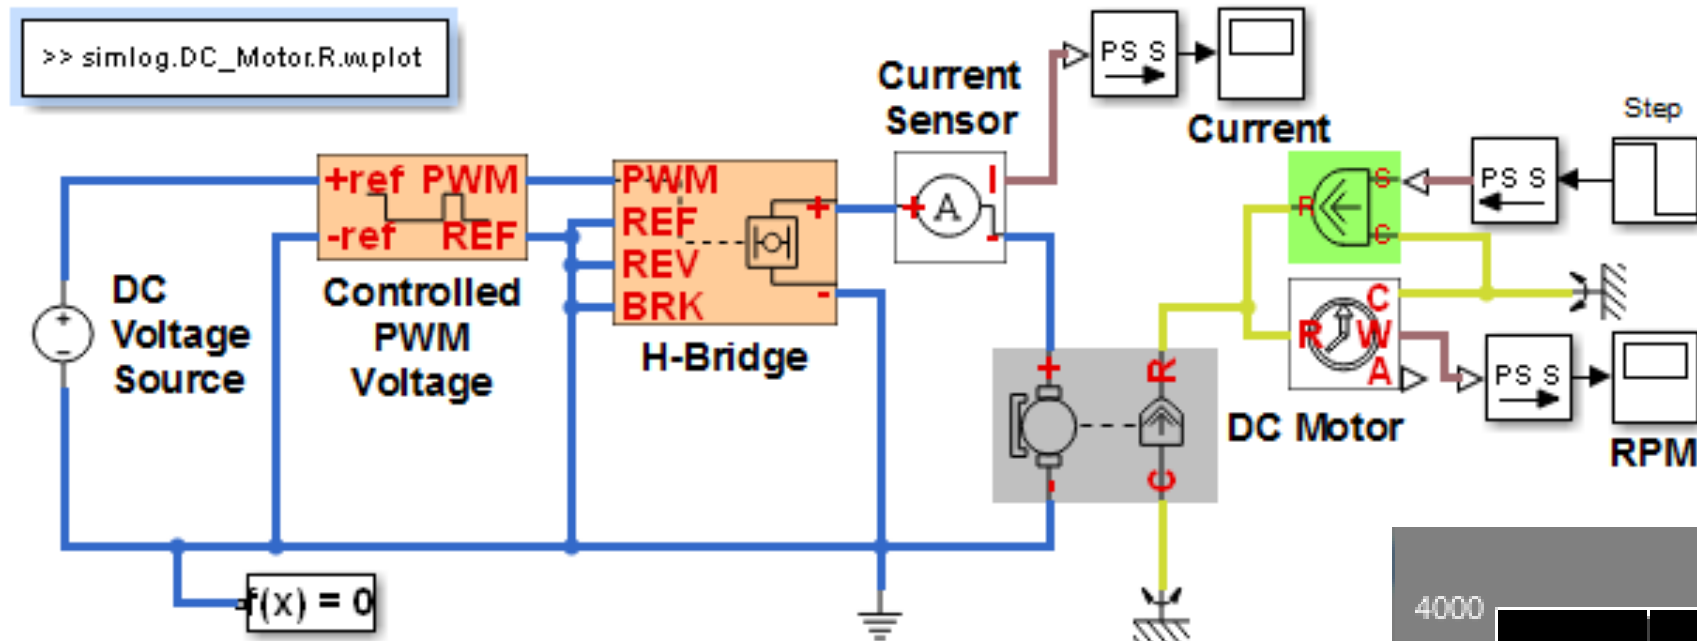 >> simlog.DC_Motor.R.w.plot
Current
Sensor
PS S
Current
Step
+ref PWM
-ref REF
PWM
REF
REV
BRK
+
-
+
A
I
-
R
S
C
PS S
DC
Voltage
Source
+
−
Controlled
PWM
Voltage
H-Bridge
R
C
W
A
PS S
+
R
-
C
DC Motor
RPM
f(x) = 0
4000